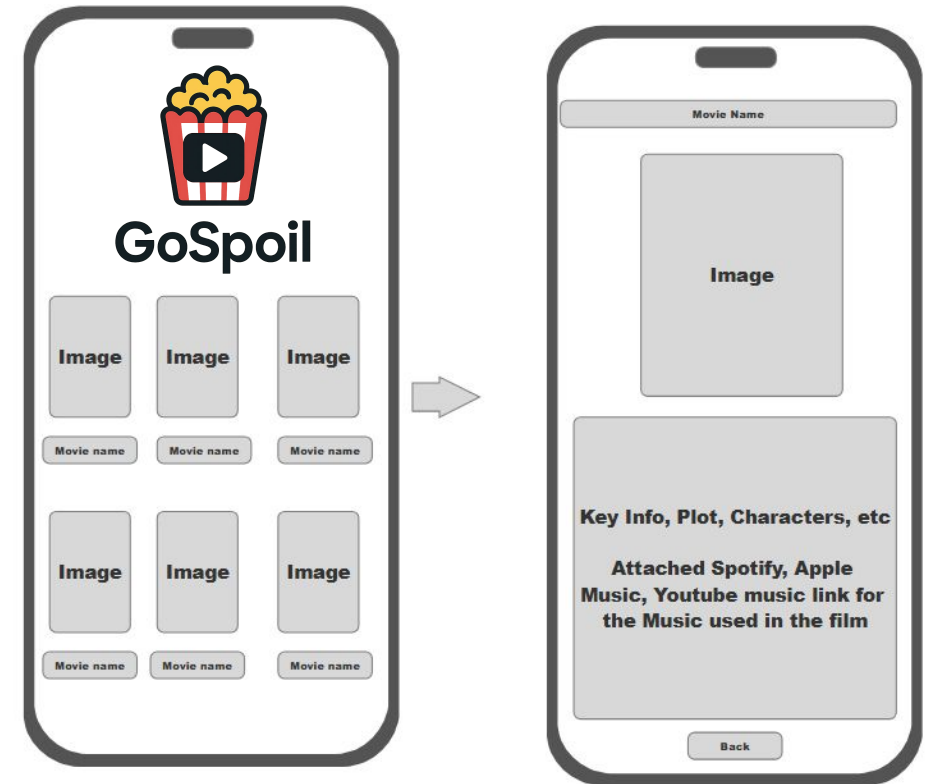 GoSpoil
Image
Image
Image
Movie name
Movie name
Movie name
Image
Image
Image
Movie name
Movie name
Movie name
Movie Name
Image
Key Info, Plot, Characters, etc
Attached Spotify, Apple
Music, Youtube music link for
the Music used in the film
Back